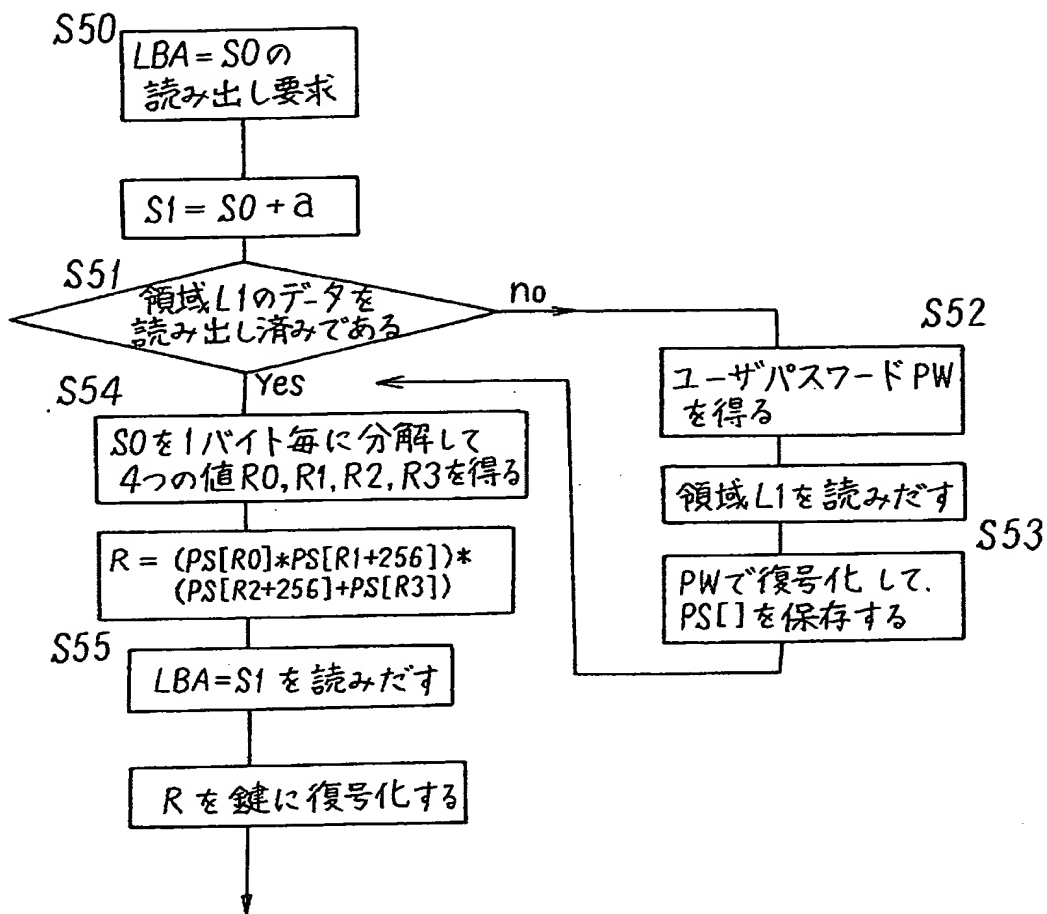 S50
LBA=S0の
読み出し要求
S1=S0+a
S51
領域L1のデータを
読み出し済みである
no
yes
S52
ユーザパスワードPW
を得る
領域L1を読みだす
S53
PWで復号化して.
PS[]を保存する
S54
S0を1バイト毎に分解して
4つの値R0,R1,R2,R3を得る
R=(PS[R0]*PS[R1+256])*
(PS[R2+256]+PS[R3])
S55
LBA=S1を読みだす
Rを鍵に復号化する